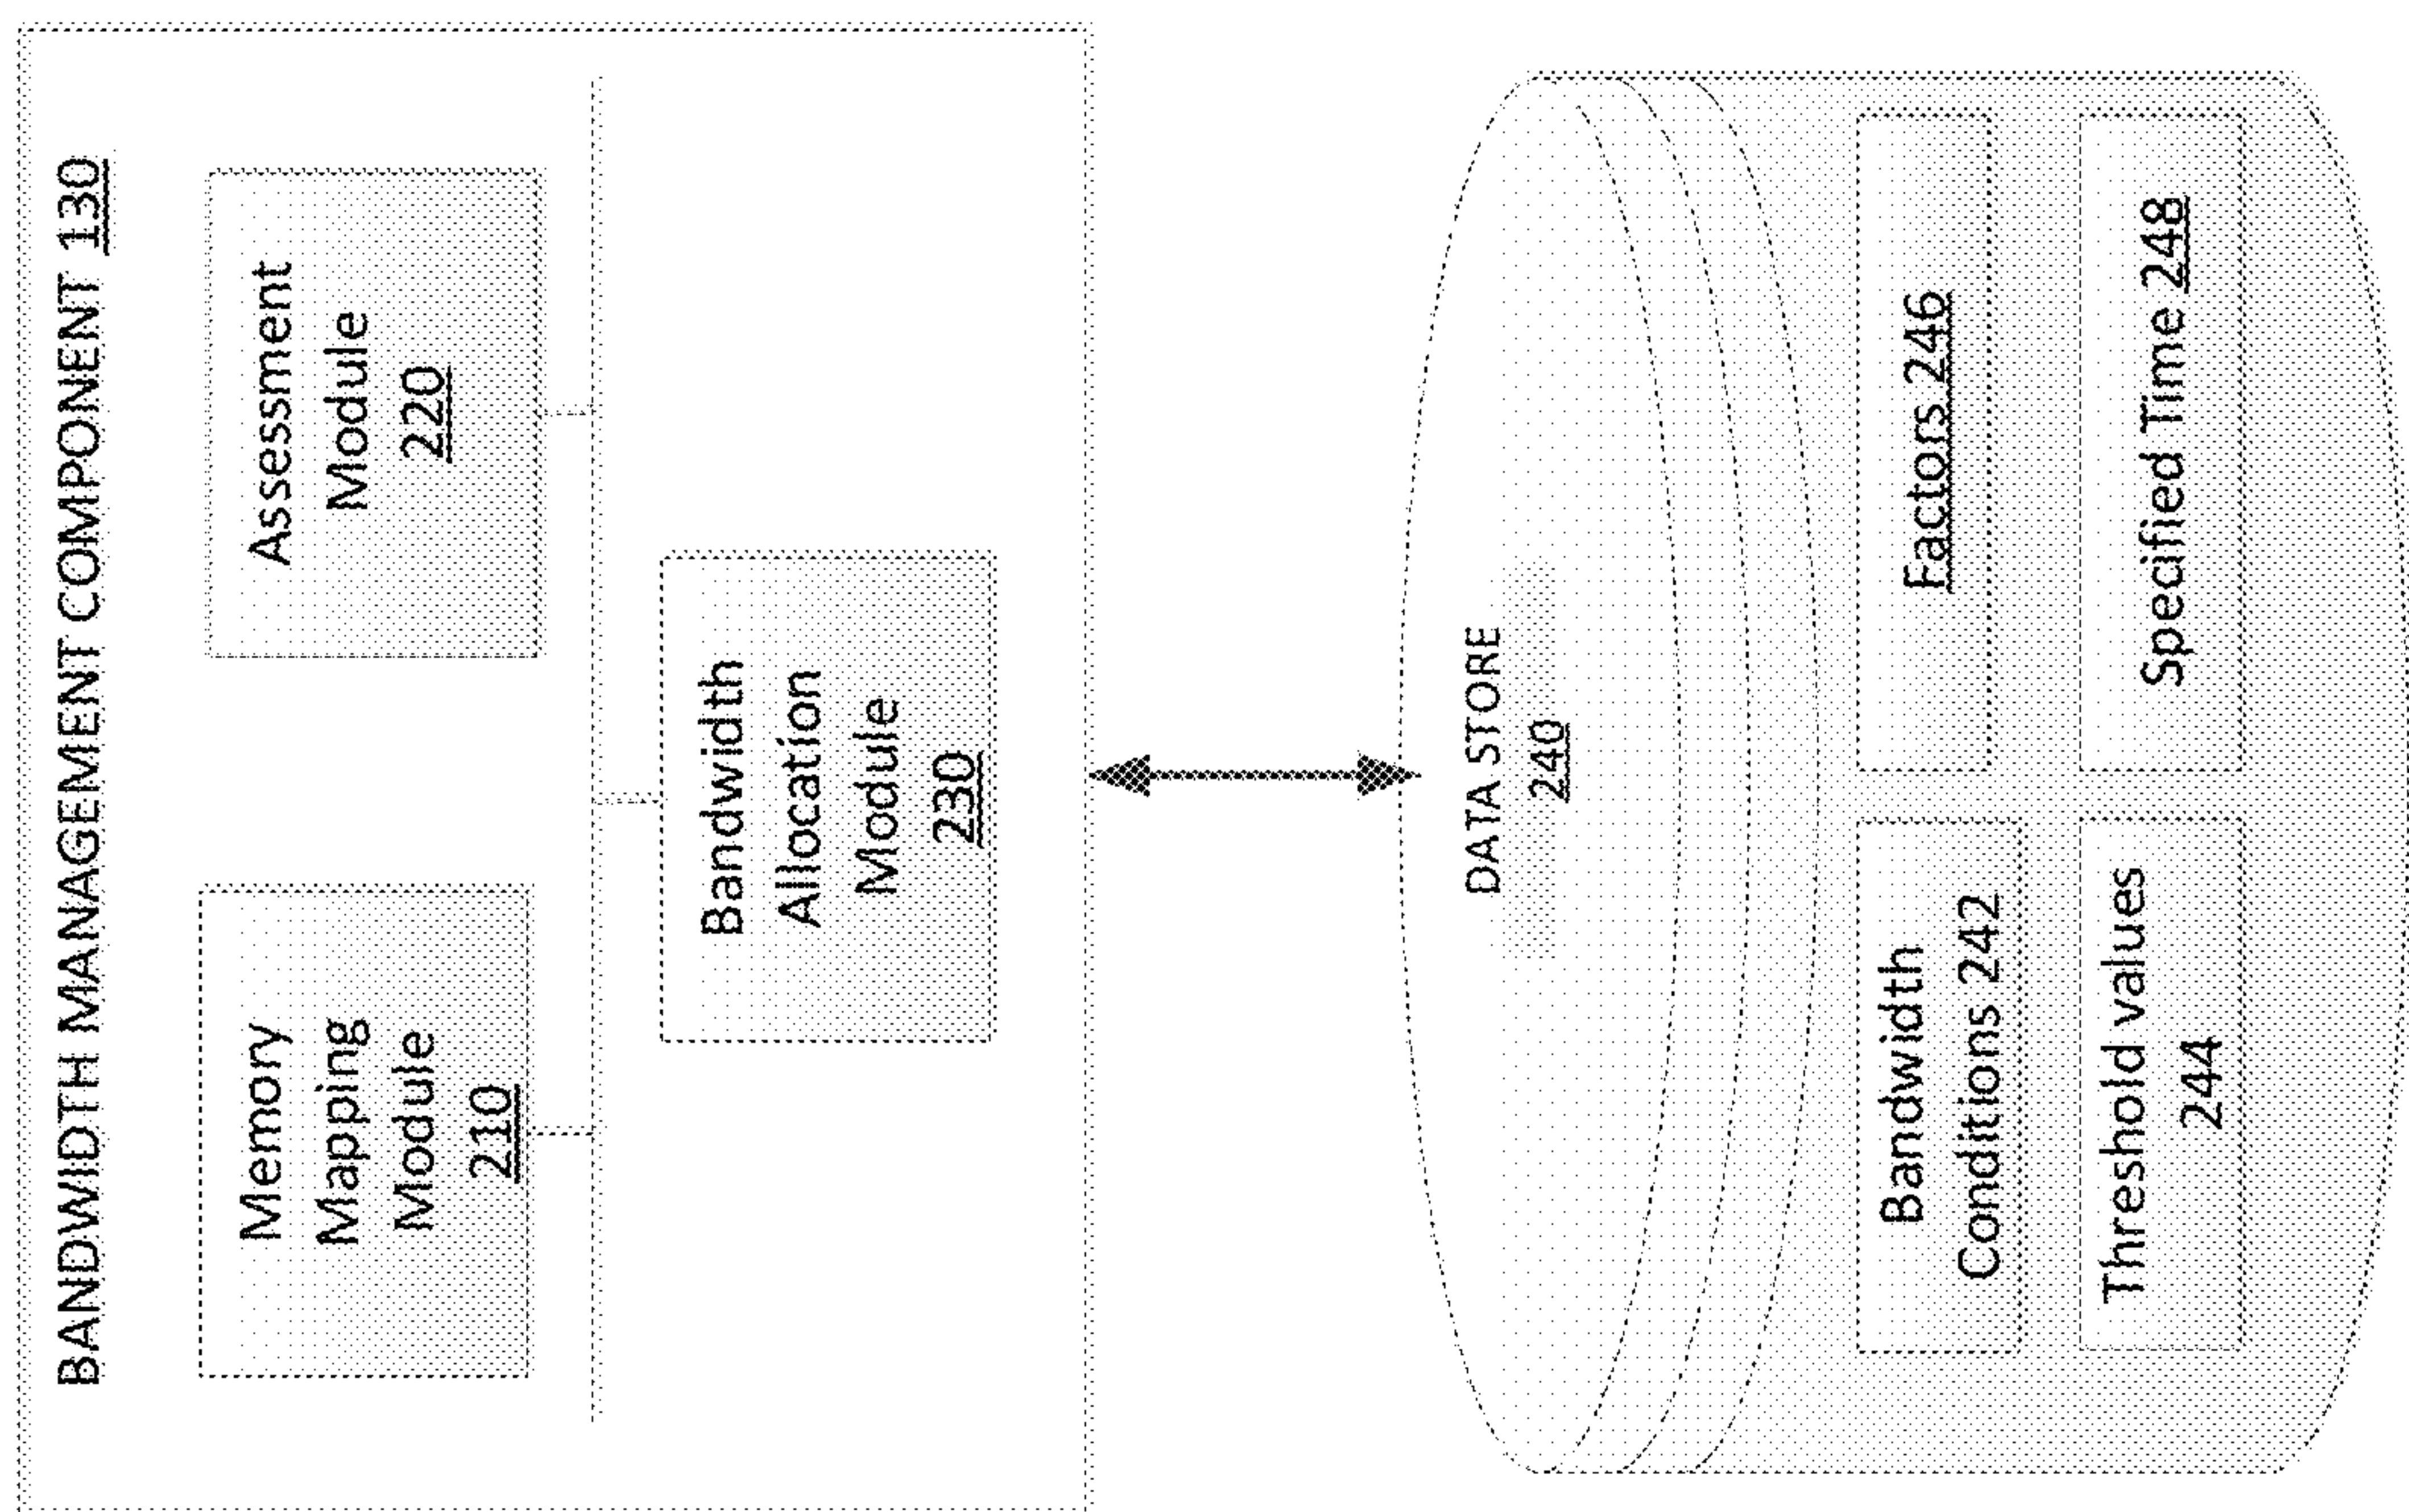 BANDWIDTH MANAGEMENT COMPONENT 130
Memory
Mapping
Module
210
Assessment
Module
220
Bandwidth
Allocation
Module
230
DATA STORE
240
Bandwidth
Conditions 242
Factors 246
Threshold values
244
Specified Time 248